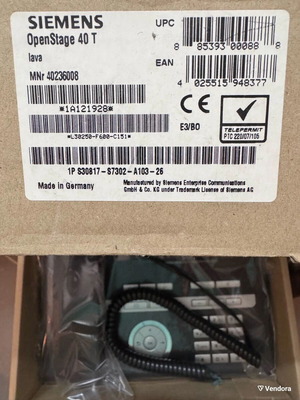 SIEMENS
OpenStage 40 T
lava
MNr 40236008
*1A121928*
*L30250-F600-C151*
UPC
8 85393 00088 8
EAN
4 025515 948377
CE
E3/BO
TELEPERMIT
PTC 220/07/105
1P S30817-S7302-A103-26
Made in Germany
Manufactured by Siemens Enterprise Communications
GmbH & Co. KG under Trademark License of Siemens AG
Vendora